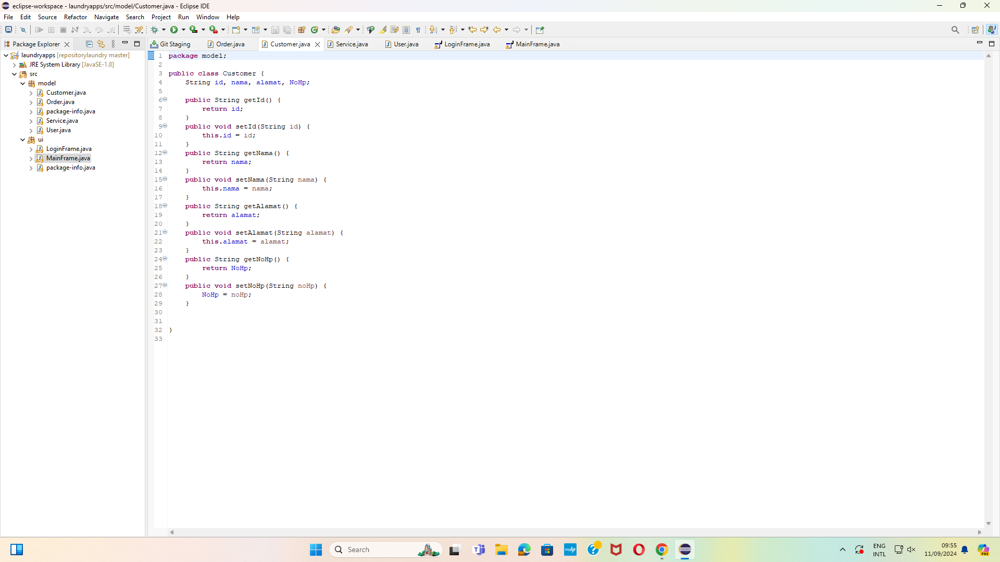 eclipse-workspace - laundryapps/src/model/Customer.java - Eclipse IDE
File Edit Source Refactor Navigate Search Project Run Window Help
Package Explorer
laundryapps [repositorylaundry master]
JRE System Library [JavaSE-1.8]
src
model
Customer.java
Order.java
package-info.java
Service.java
User.java
ui
LoginFrame.java
MainFrame.java
package-info.java
Git Staging Order.java Customer.java Service.java User.java LoginFrame.java MainFrame.java
1 package model;
2
3 public class Customer {
4     String id, nama, alamat, NoHp;
5
6     public String getId() {
7         return id;
8     }
9     public void setId(String id) {
10         this.id = id;
11     }
12     public String getNama() {
13         return nama;
14     }
15     public void setNama(String nama) {
16         this.nama = nama;
17     }
18     public String getAlamat() {
19         return alamat;
20     }
21     public void setAlamat(String alamat) {
22         this.alamat = alamat;
23     }
24     public String getNoHp() {
25         return NoHp;
26     }
27     public void setNoHp(String noHp) {
28         NoHp = noHp;
29     }
30
31
32 }
33
Search
myhp
ENG
INTL
09:55
11/09/2024
PRE